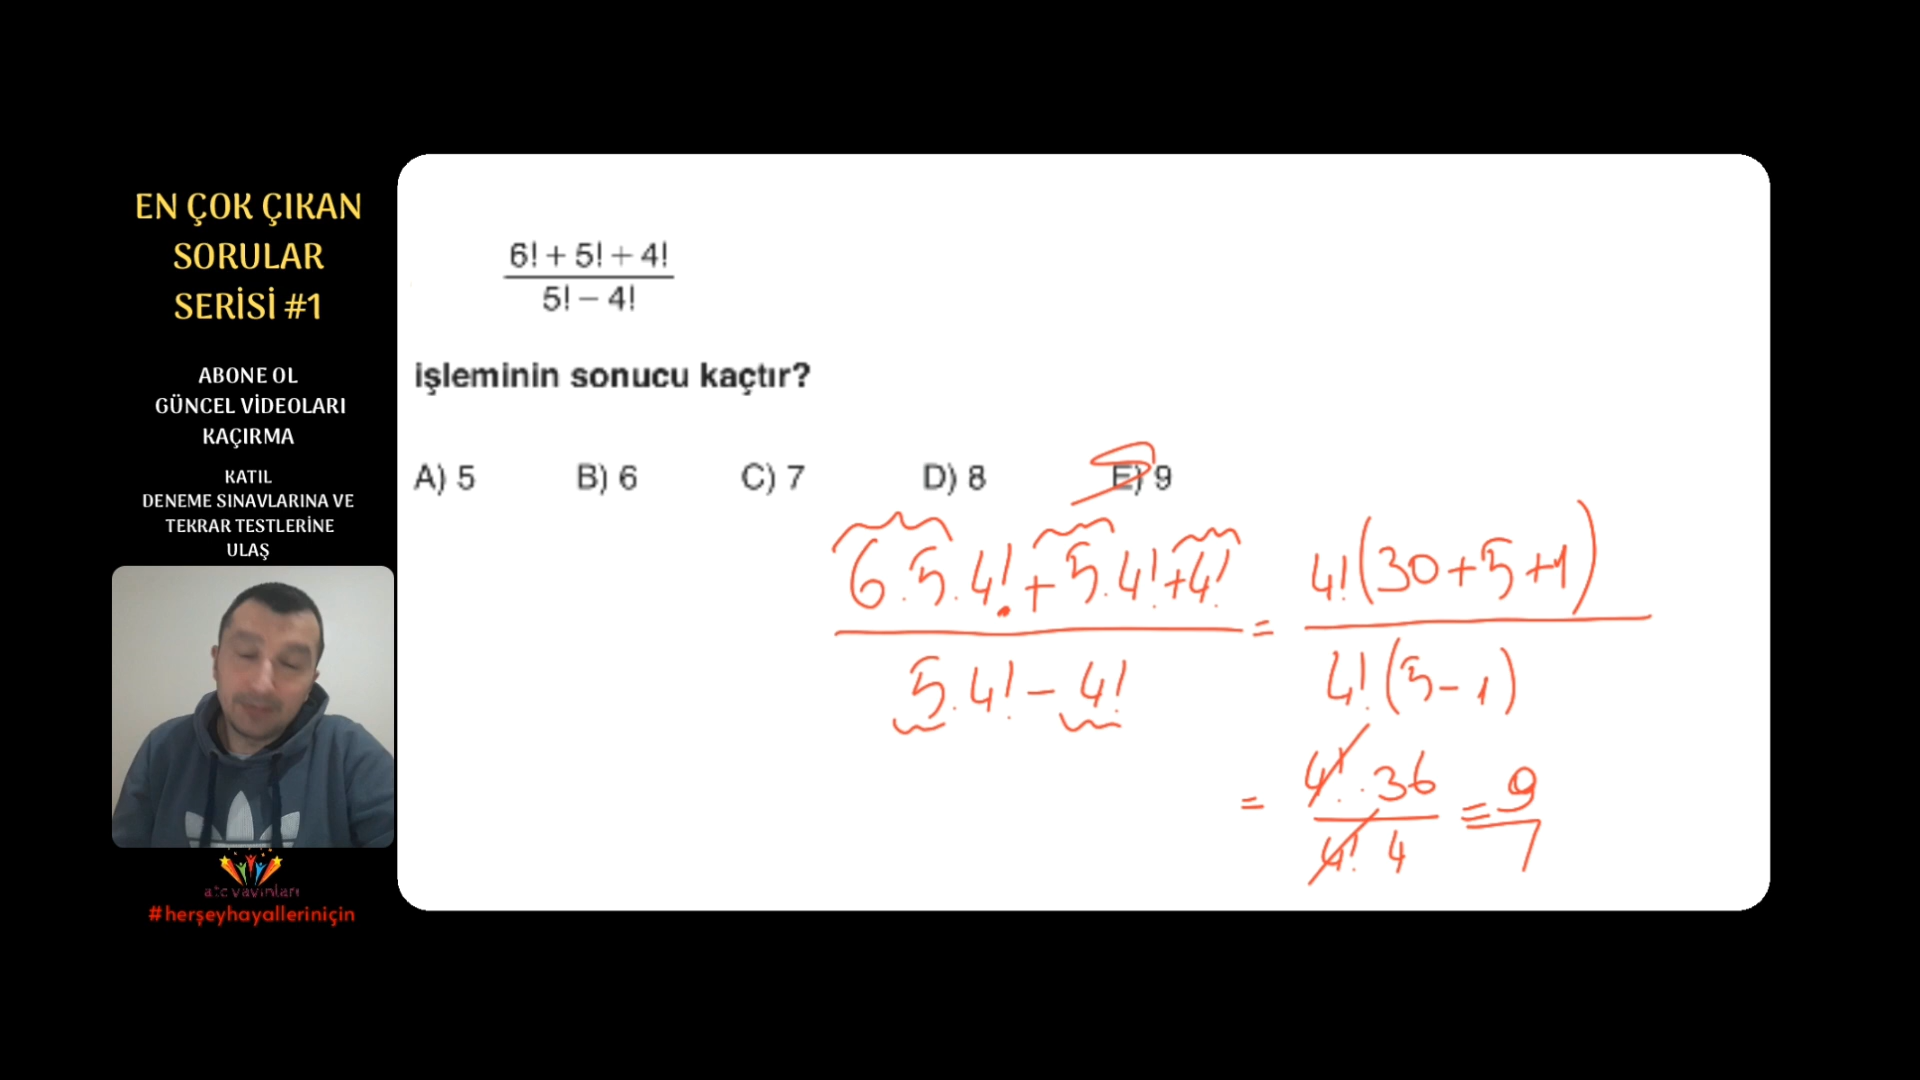 EN ÇOK ÇIKAN
SORULAR
SERİSİ #1
ABONE OL
GÜNCEL VİDEOLARI
KAÇIRMA
KATIL
DENEME SINAVLARINA VE
TEKRAR TESTLERİNE
ULAŞ
atc yayınları
#herşeyhayalleriniçin
6! + 5! + 4!
5! – 4!
işleminin sonucu kaçtır?
A) 5 B) 6 C) 7 D) 8 E) 9
6.5.4! + 5.4! + 4! = 4!(30+5+1)
5.4! – 4! 4!(5-1)
= 4!.36 = 9
4! 4